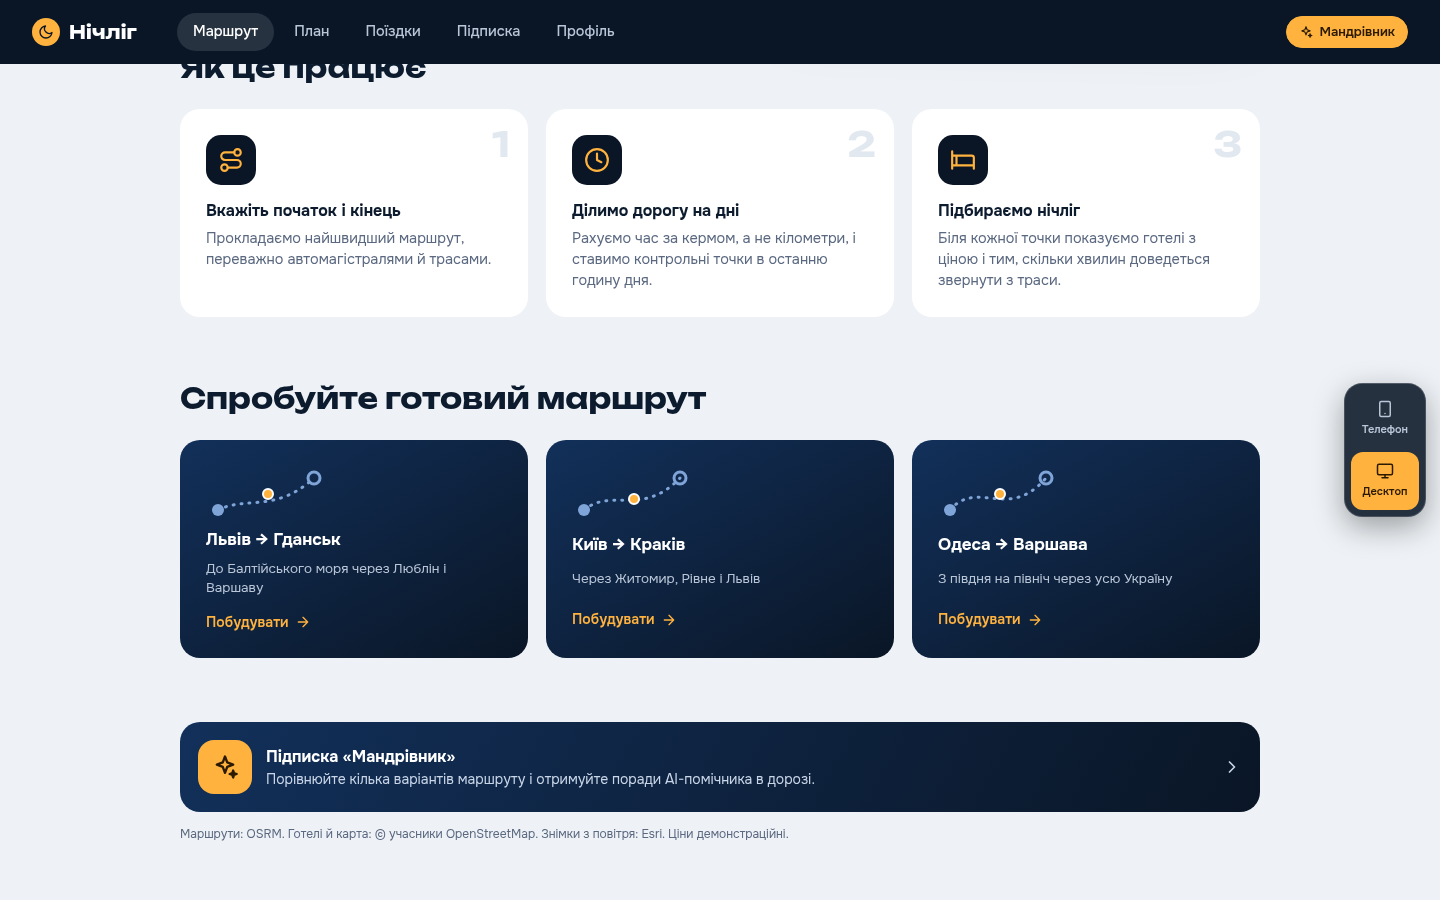 Нічліг
Маршрут
План
Поїздки
Підписка
Профіль
Мандрівник
Як це працює
1
Вкажіть початок і кінець
Прокладаємо найшвидший маршрут,
переважно автомагістралями й трасами.
2
Ділимо дорогу на дні
Рахуємо час за кермом, а не кілометри, і
ставимо контрольні точки в останню
годину дня.
3
Підбираємо нічліг
Біля кожної точки показуємо готелі з
ціною і тим, скільки хвилин доведеться
звернути з траси.
Спробуйте готовий маршрут
Львів → Гданськ
До Балтійського моря через Люблін і
Варшаву
Побудувати →
Київ → Краків
Через Житомир, Рівне і Львів
Побудувати →
Одеса → Варшава
З півдня на північ через усю Україну
Побудувати →
Телефон
Десктоп
Підписка «Мандрівник»
Порівнюйте кілька варіантів маршруту і отримуйте поради AI-помічника в дорозі.
Маршрути: OSRM. Готелі й карта: © учасники OpenStreetMap. Знімки з повітря: Esri. Ціни демонстраційні.